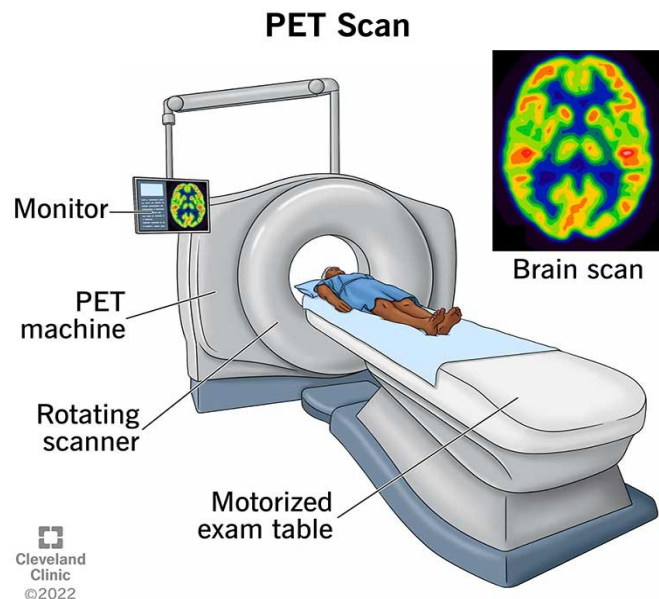 PET Scan
Monitor
PET
machine
Rotating
scanner
Motorized
exam table
Brain scan
Cleveland
Clinic
©2022